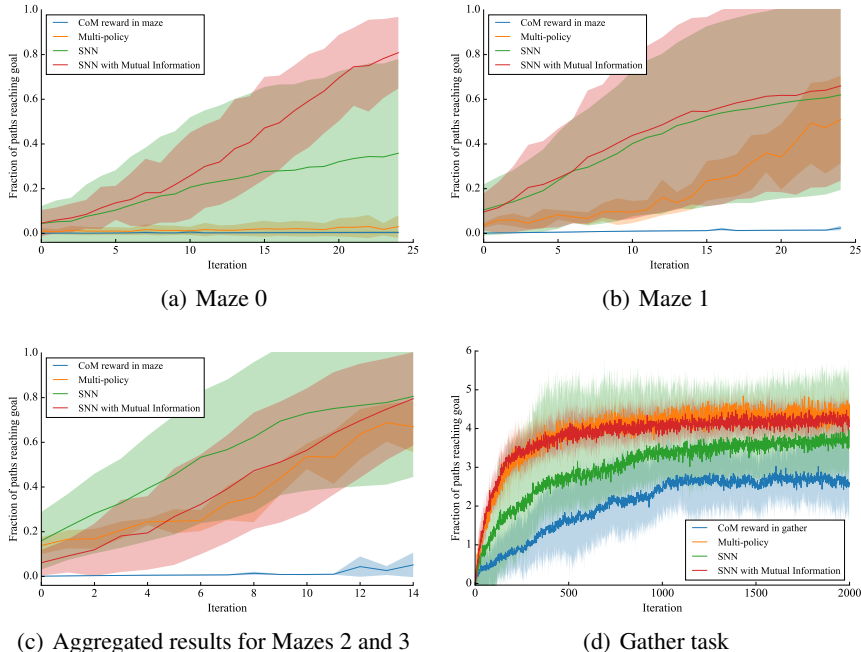 CoM reward in maze
Multi-policy
SNN
SNN with Mutual Information
Fraction of paths reaching goal
1.0
0.8
0.6
0.4
0.2
0.0
0 5 10 15 20 25
Iteration
(a) Maze 0
CoM reward in maze
Multi-policy
SNN
SNN with Mutual Information
Fraction of paths reaching goal
1.0
0.8
0.6
0.4
0.2
0.0
0 5 10 15 20 25
Iteration
(b) Maze 1
CoM reward in maze
Multi-policy
SNN
SNN with Mutual Information
Fraction of paths reaching goal
1.0
0.8
0.6
0.4
0.2
0.0
0 2 4 6 8 10 12 14
Iteration
(c) Aggregated results for Mazes 2 and 3
Fraction of paths reaching goal
6
5
4
3
2
1
0
CoM reward in gather
Multi-policy
SNN
SNN with Mutual Information
0 500 1000 1500 2000
Iteration
(d) Gather task